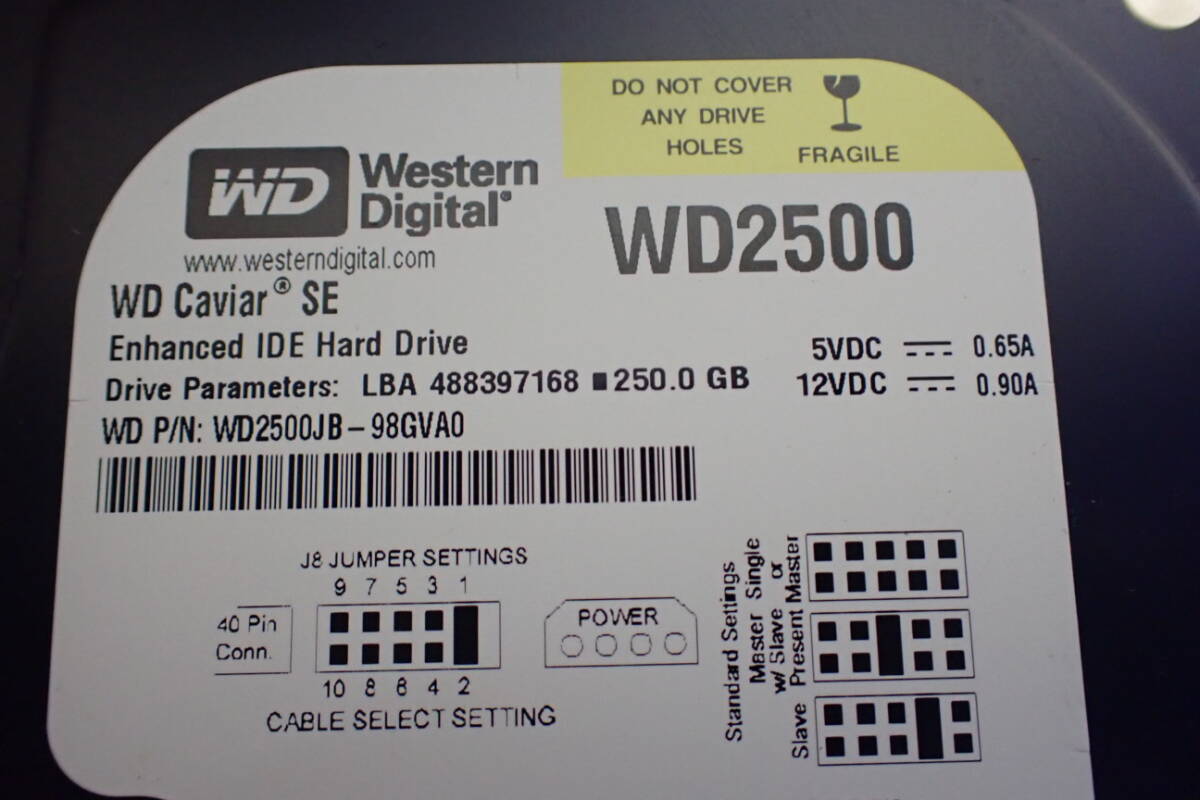 DO NOT COVER
ANY DRIVE
HOLES
FRAGILE
WD Western
Digital®
www.westerndigital.com
WD2500
WD Caviar® SE
Enhanced IDE Hard Drive
5VDC 0.65A
Drive Parameters: LBA 488397168 ■250.0 GB
12VDC 0.90A
WD P/N: WD2500JB-98GVA0
J8 JUMPER SETTINGS
9 7 5 3 1
40 Pin
Conn.
10 8 6 4 2
CABLE SELECT SETTING
POWER
Standard Settings
Single
or
Master
Master
w/ Slave
Present
Slave